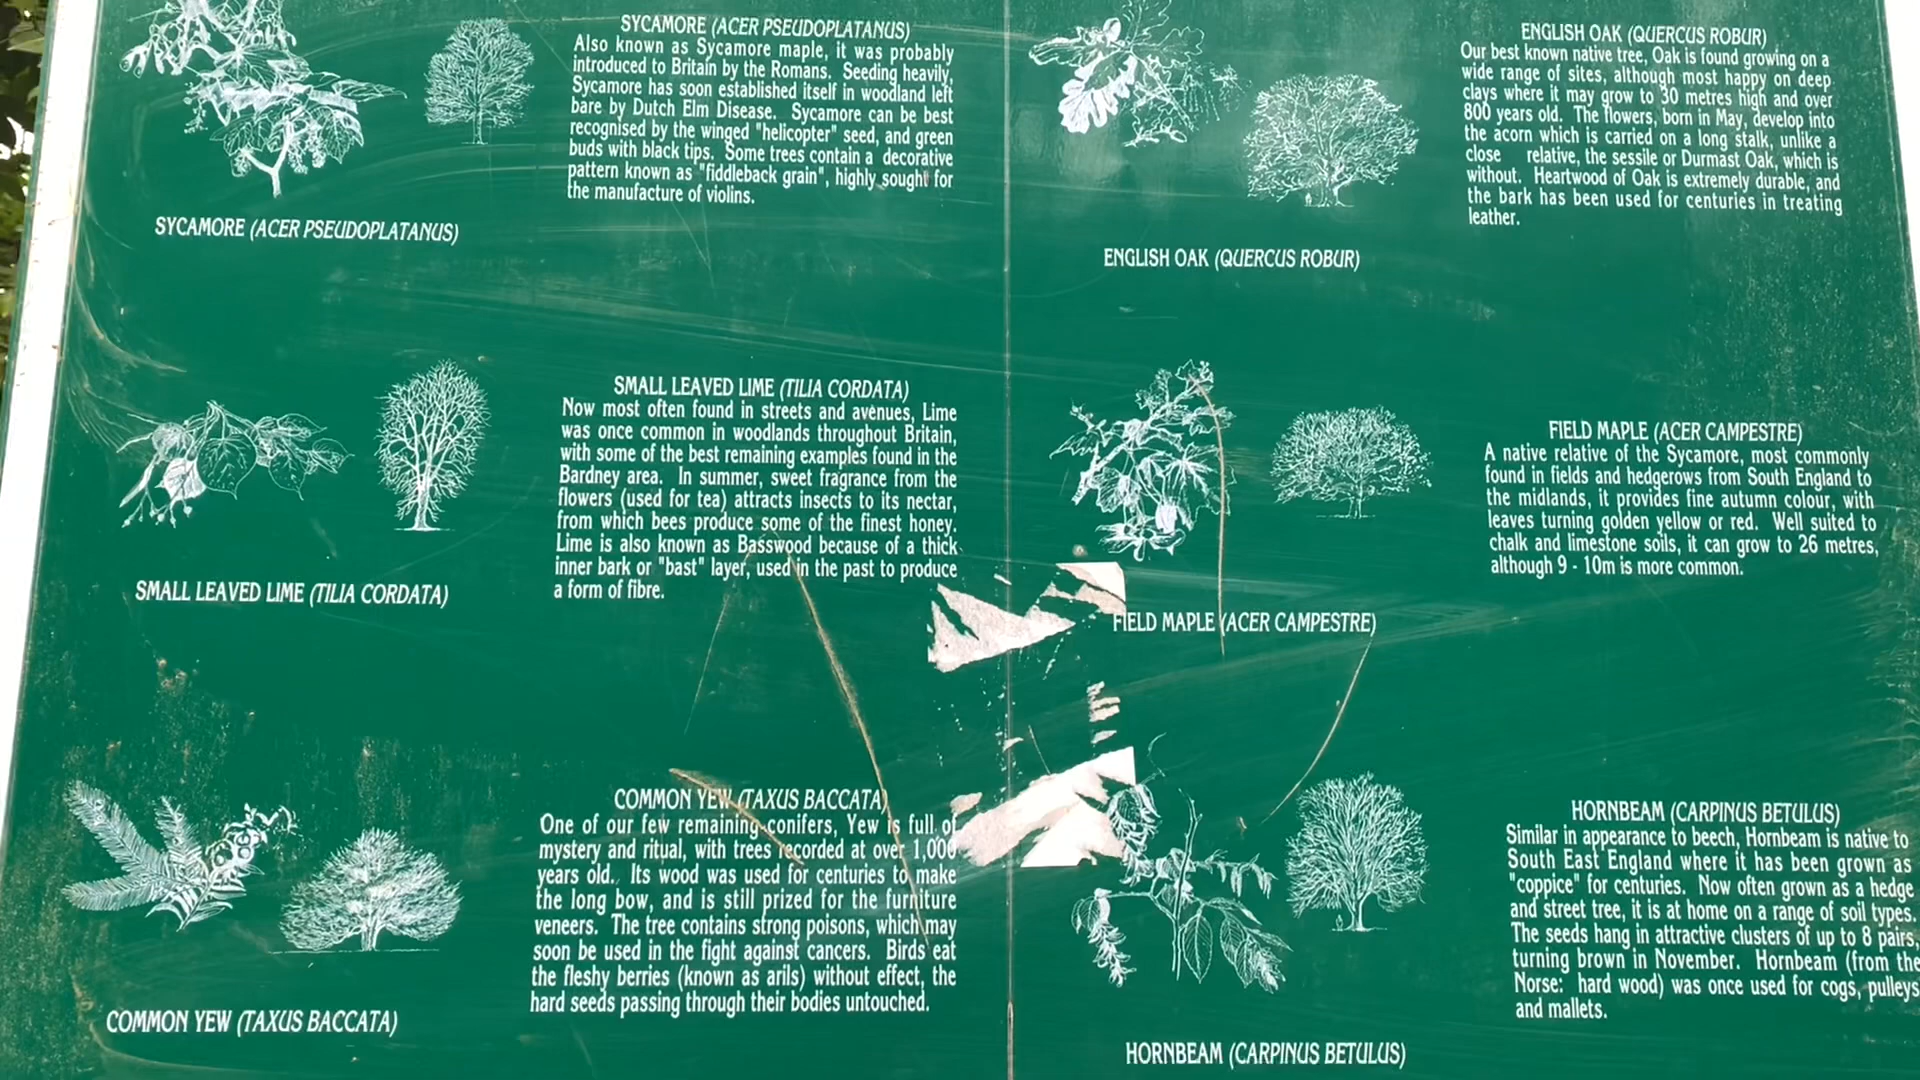 SYCAMORE (ACER PSEUDOPLATANUS)
Also known as Sycamore maple, it was probably
introduced to Britain by the Romans. Seeding heavily,
Sycamore has soon established itself in woodland left
bare by Dutch Elm Disease. Sycamore can be best
recognised by the winged "helicopter" seed, and green
buds with black tips. Some trees contain a decorative
pattern known as "fiddleback grain", highly sought for
the manufacture of violins.
SYCAMORE (ACER PSEUDOPLATANUS)
ENGLISH OAK (QUERCUS ROBUR)
Our best known native tree, Oak is found growing on a
wide range of sites, although most happy on deep
clays where it may grow to 30 metres high and over
800 years old. The flowers, born in May, develop into
the acorn which is carried on a long stalk, unlike a
close relative, the sessile or Durmast Oak, which is
without. Heartwood of Oak is extremely durable, and
the bark has been used for centuries in treating
leather.
ENGLISH OAK (QUERCUS ROBUR)
SMALL LEAVED LIME (TILIA CORDATA)
Now most often found in streets and avenues, Lime
was once common in woodlands throughout Britain,
with some of the best remaining examples found in the
Bardney area. In summer, sweet fragrance from the
flowers (used for tea) attracts insects to its nectar,
from which bees produce some of the finest honey.
Lime is also known as Basswood because of a thick
inner bark or "bast" layer, used in the past to produce
a form of fibre.
SMALL LEAVED LIME (TILIA CORDATA)
FIELD MAPLE (ACER CAMPESTRE)
A native relative of the Sycamore, most commonly
found in fields and hedgerows from South England to
the midlands, it provides fine autumn colour, with
leaves turning golden yellow or red. Well suited to
chalk and limestone soils, it can grow to 26 metres,
although 9 - 10m is more common.
FIELD MAPLE (ACER CAMPESTRE)
COMMON YEW (TAXUS BACCATA)
One of our few remaining conifers, Yew is full of
mystery and ritual, with trees recorded at over 1,000
years old. Its wood was used for centuries to make
the long bow, and is still prized for the furniture
veneers. The tree contains strong poisons, which may
soon be used in the fight against cancers. Birds eat
the fleshy berries (known as arils) without effect, the
hard seeds passing through their bodies untouched.
COMMON YEW (TAXUS BACCATA)
HORNBEAM (CARPINUS BETULUS)
Similar in appearance to beech, Hornbeam is native to
South East England where it has been grown as
"coppice" for centuries. Now often grown as a hedge
and street tree, it is at home on a range of soil types.
The seeds hang in attractive clusters of up to 8 pairs,
turning brown in November. Hornbeam (from the
Norse: hard wood) was once used for cogs, pulleys
and mallets.
HORNBEAM (CARPINUS BETULUS)